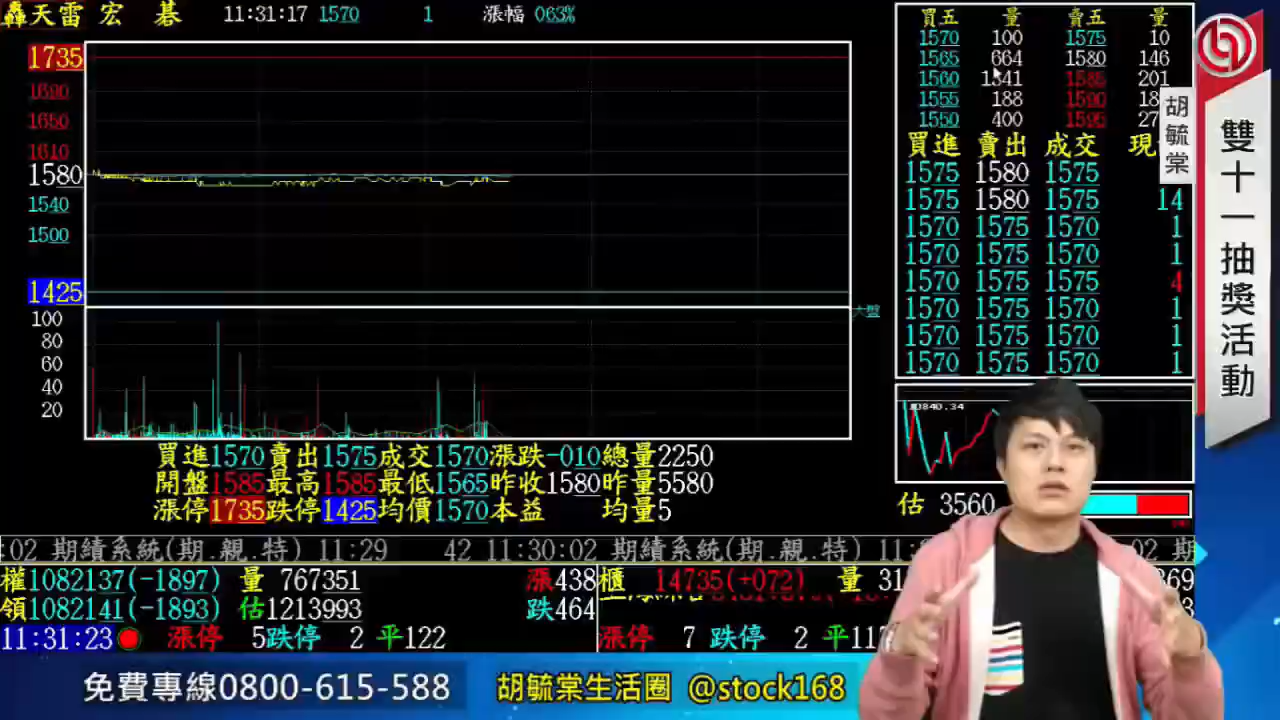 轟天雷 宏 碁 11:31:17 1570 1 漲幅 063%
1735
1690
1650
1610
1580
1540
1500
1425
大盤
100
80
60
40
20
買五 量 賣五 量
1570 100 1575 10
1565 664 1580 146
1560 1341 1585 201
1555 188 1590
1550 400 1595
買進 賣出 成交
1575 1580 1575
1575 1580 1575 14
1570 1575 1570 1
1570 1575 1570 1
1570 1575 1570 4
1570 1575 1570 1
1570 1575 1570 1
1570 1575 1570 1
估 3560
買進1570賣出1575成交1570漲跌-010總量2250
開盤1585最高1585最低1565昨收1580昨量5580
漲停1735跌停1425均價1570本益 均量5
:02 期績系統(期.親.特) 11:29 42 11:30:02 期績系統(期.親.特) 02 期
權1082137(-1897) 量 767351 漲438
領1082141(-1893) 估1213993 跌464
11:31:23 漲停 5跌停 2 平122
櫃 14735(+072) 量
漲停 7 跌停 2
胡毓棠
雙十一抽獎活動
免費專線0800-615-588 胡毓棠生活圈 @stock168